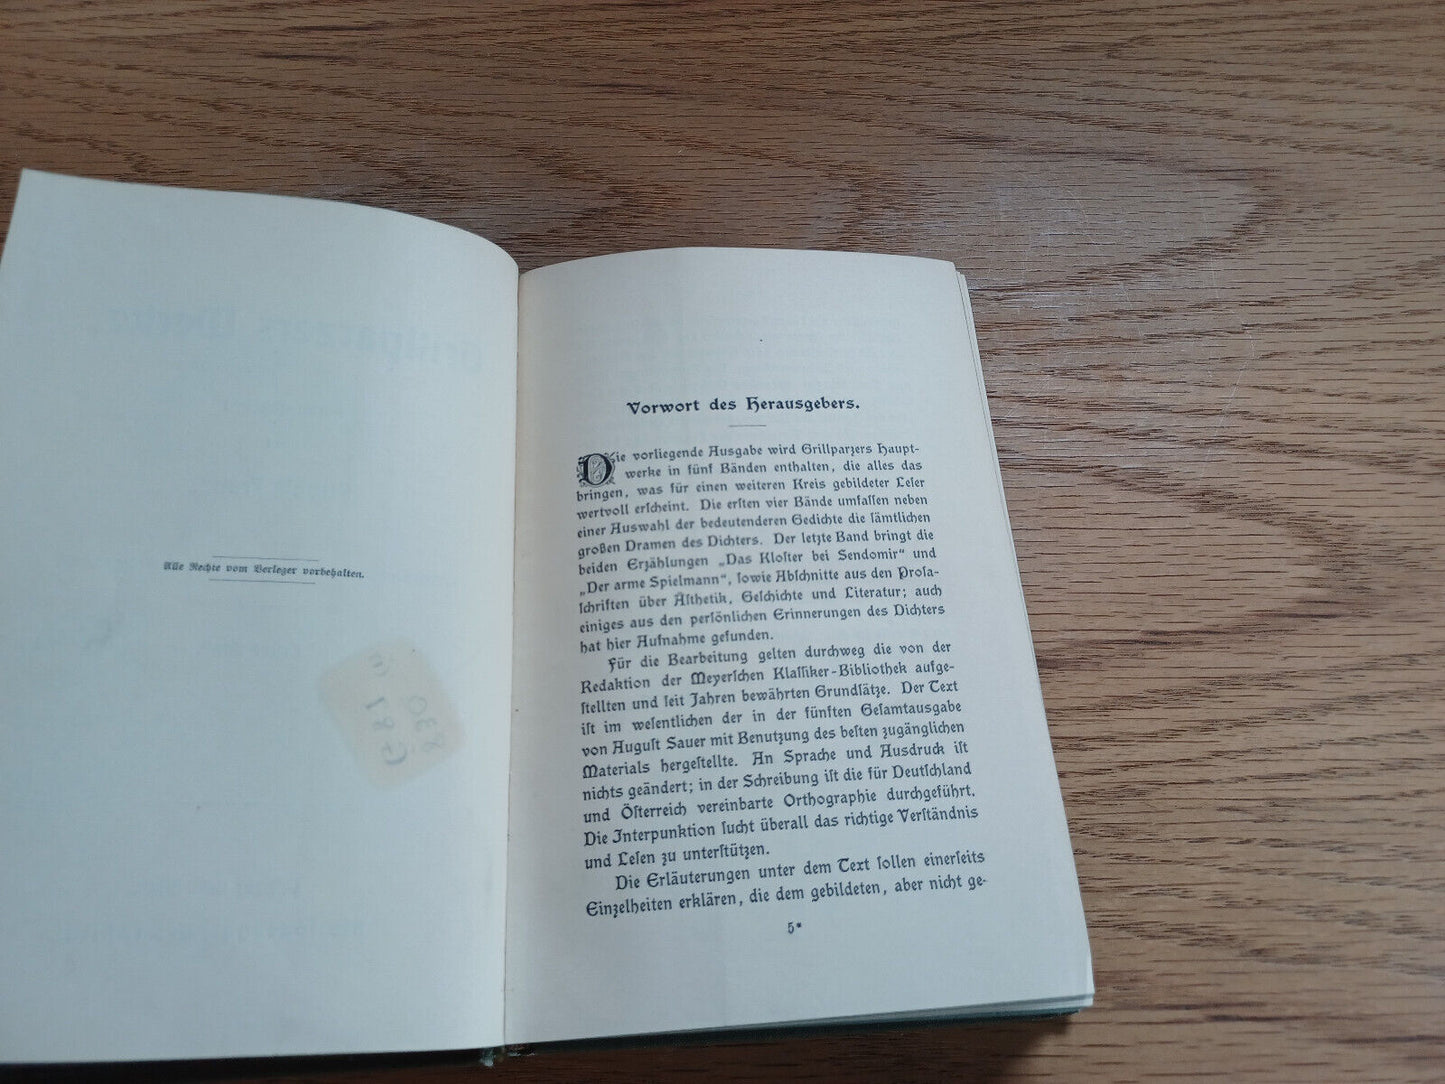 Grillparzers Werke.
Alle Rechte vom Verleger vorbehalten.
830
G 87 l (1)
Vorwort des Herausgebers.
Die vorliegende Ausgabe wird Grillparzers Haupt-
werke in fünf Bänden enthalten, die alles das
bringen, was für einen weiteren Kreis gebildeter Leſer
wertvoll erſcheint. Die erſten vier Bände umfaſſen neben
einer Auswahl der bedeutenderen Gedichte die ſämtlichen
großen Dramen des Dichters. Der letzte Band bringt die
beiden Erzählungen „Das Kloſter bei Sendomir“ und
„Der arme Spielmann“, ſowie Abſchnitte aus den Proſa-
ſchriften über Äſthetik, Geſchichte und Literatur; auch
einiges aus den perſönlichen Erinnerungen des Dichters
hat hier Aufnahme gefunden.
Für die Bearbeitung gelten durchweg die von der
Redaktion der Meyerſchen Klaſſiker-Bibliothek aufge-
ſtellten und ſeit Jahren bewährten Grundſätze. Der Text
iſt im weſentlichen der in der fünften Geſamtausgabe
von Auguſt Sauer mit Benutzung des beſten zugänglichen
Materials hergeſtellte. An Sprache und Ausdruck iſt
nichts geändert; in der Schreibung iſt die für Deutſchland
und Öſterreich vereinbarte Orthographie durchgeführt.
Die Interpunktion ſucht überall das richtige Verſtändnis
und Leſen zu unterſtützen.
Die Erläuterungen unter dem Text ſollen einerſeits
Einzelheiten erklären, die dem gebildeten, aber nicht ge-
5*